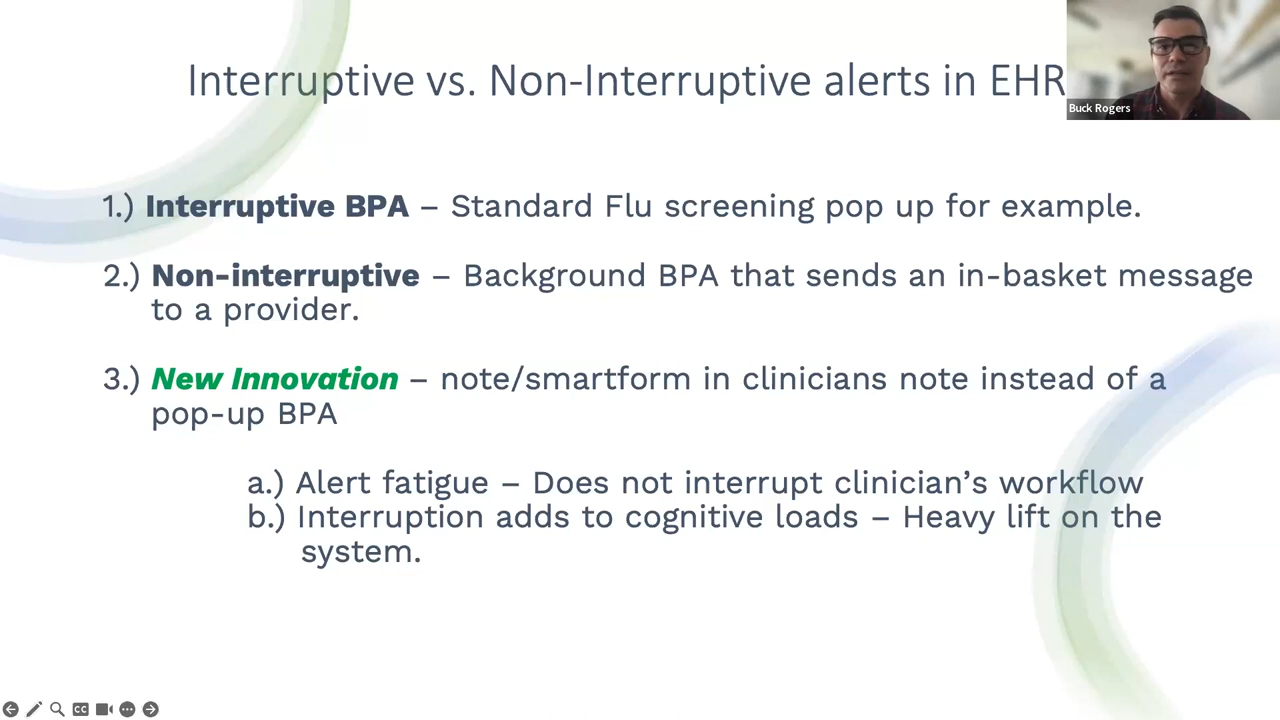 Interruptive vs. Non-Interruptive alerts in EHR
Buck Rogers
1.) Interruptive BPA – Standard Flu screening pop up for example.
2.) Non-interruptive – Background BPA that sends an in-basket message
to a provider.
3.) New Innovation – note/smartform in clinicians note instead of a
pop-up BPA
a.) Alert fatigue – Does not interrupt clinician’s workflow
b.) Interruption adds to cognitive loads – Heavy lift on the
system.
CC